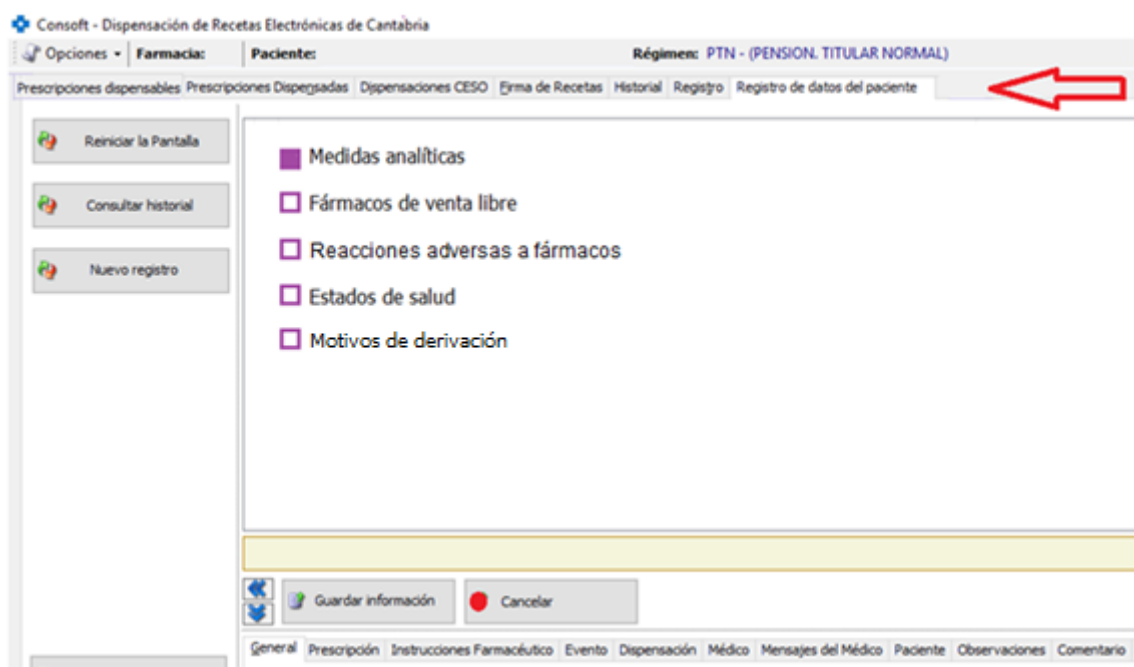 Consoft - Dispensación de Recetas Electrónicas de Cantabria
Opciones Farmacia: Paciente: Régimen: PTN - (PENSION. TITULAR NORMAL)
Prescripciones dispensables Prescripciones Dispensadas Dispensaciones CESO Firma de Recetas Historial Registro Registro de datos del paciente
Reiniciar la Pantalla
Consultar historial
Nuevo registro
Medidas analíticas
Fármacos de venta libre
Reacciones adversas a fármacos
Estados de salud
Motivos de derivación
Guardar información Cancelar
General Prescripción Instrucciones Farmacéutico Evento Dispensación Médico Mensajes del Médico Paciente Observaciones Comentario